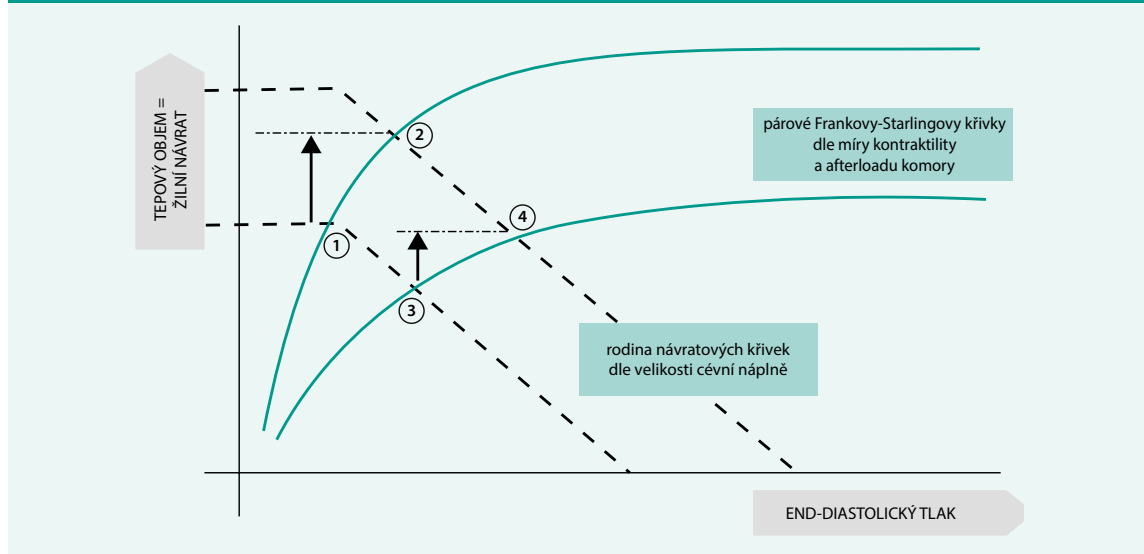 TEPOVÝ OBJEM =
ŽILNÍ NÁVRAT
2
párové Frankovy-Starlingovy křivky
dle míry kontraktility
a afterloadu komory
4
1
3
rodina návratových křivek
dle velikosti cévní náplně
END-DIASTOLICKÝ TLAK